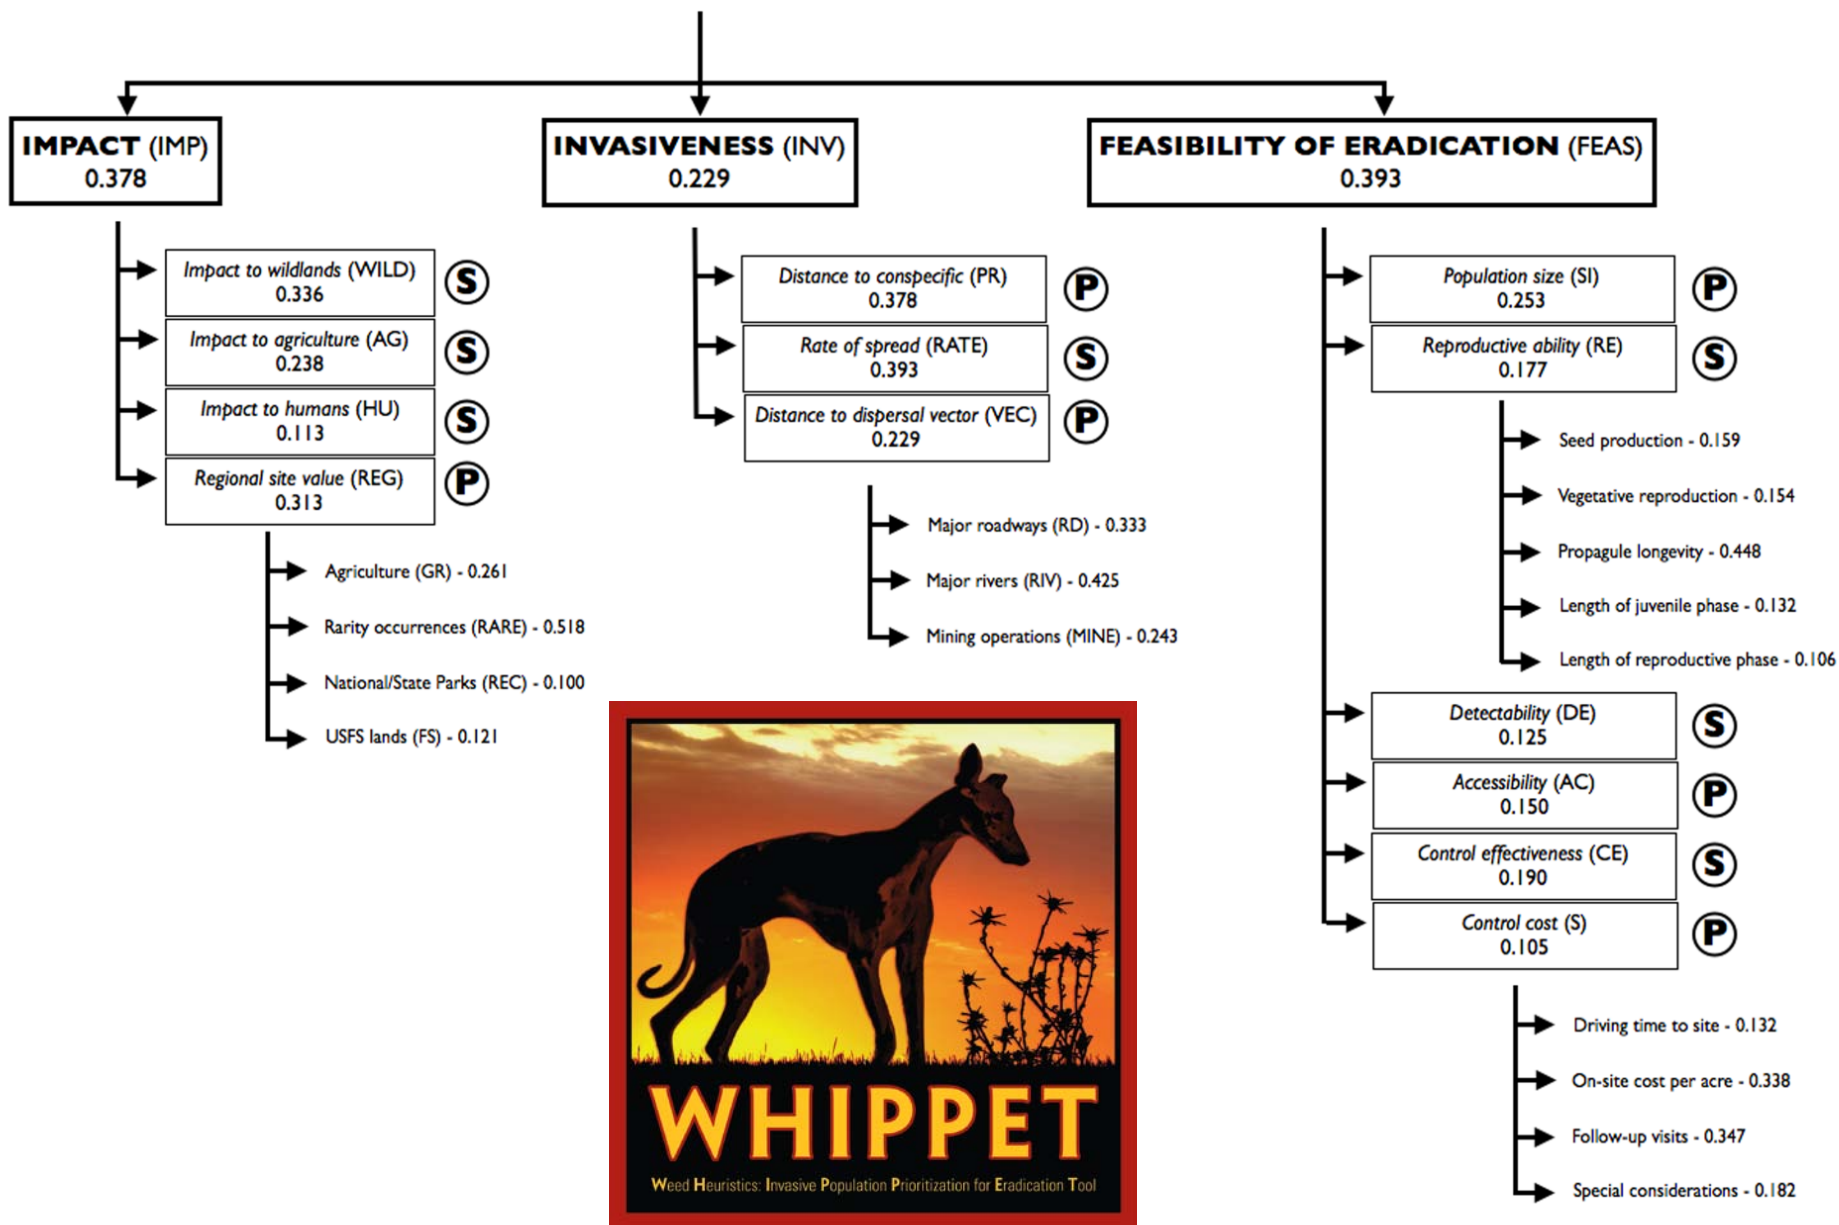 IMPACT (IMP)
0.378
Impact to wildlands (WILD)
0.336
S
Impact to agriculture (AG)
0.238
S
Impact to humans (HU)
0.113
S
Regional site value (REG)
0.313
P
Agriculture (GR) - 0.261
Rarity occurrences (RARE) - 0.518
National/State Parks (REC) - 0.100
USFS lands (FS) - 0.121
INVASIVENESS (INV)
0.229
Distance to conspecific (PR)
0.378
P
Rate of spread (RATE)
0.393
S
Distance to dispersal vector (VEC)
0.229
P
Major roadways (RD) - 0.333
Major rivers (RIV) - 0.425
Mining operations (MINE) - 0.243
FEASIBILITY OF ERADICATION (FEAS)
0.393
Population size (SI)
0.253
P
Reproductive ability (RE)
0.177
S
Seed production - 0.159
Vegetative reproduction - 0.154
Propagule longevity - 0.448
Length of juvenile phase - 0.132
Length of reproductive phase - 0.106
Detectability (DE)
0.125
S
Accessibility (AC)
0.150
P
Control effectiveness (CE)
0.190
S
Control cost (S)
0.105
P
Driving time to site - 0.132
On-site cost per acre - 0.338
Follow-up visits - 0.347
Special considerations - 0.182
WHIPPET
Weed Heuristics: Invasive Population Prioritization for Eradication Tool